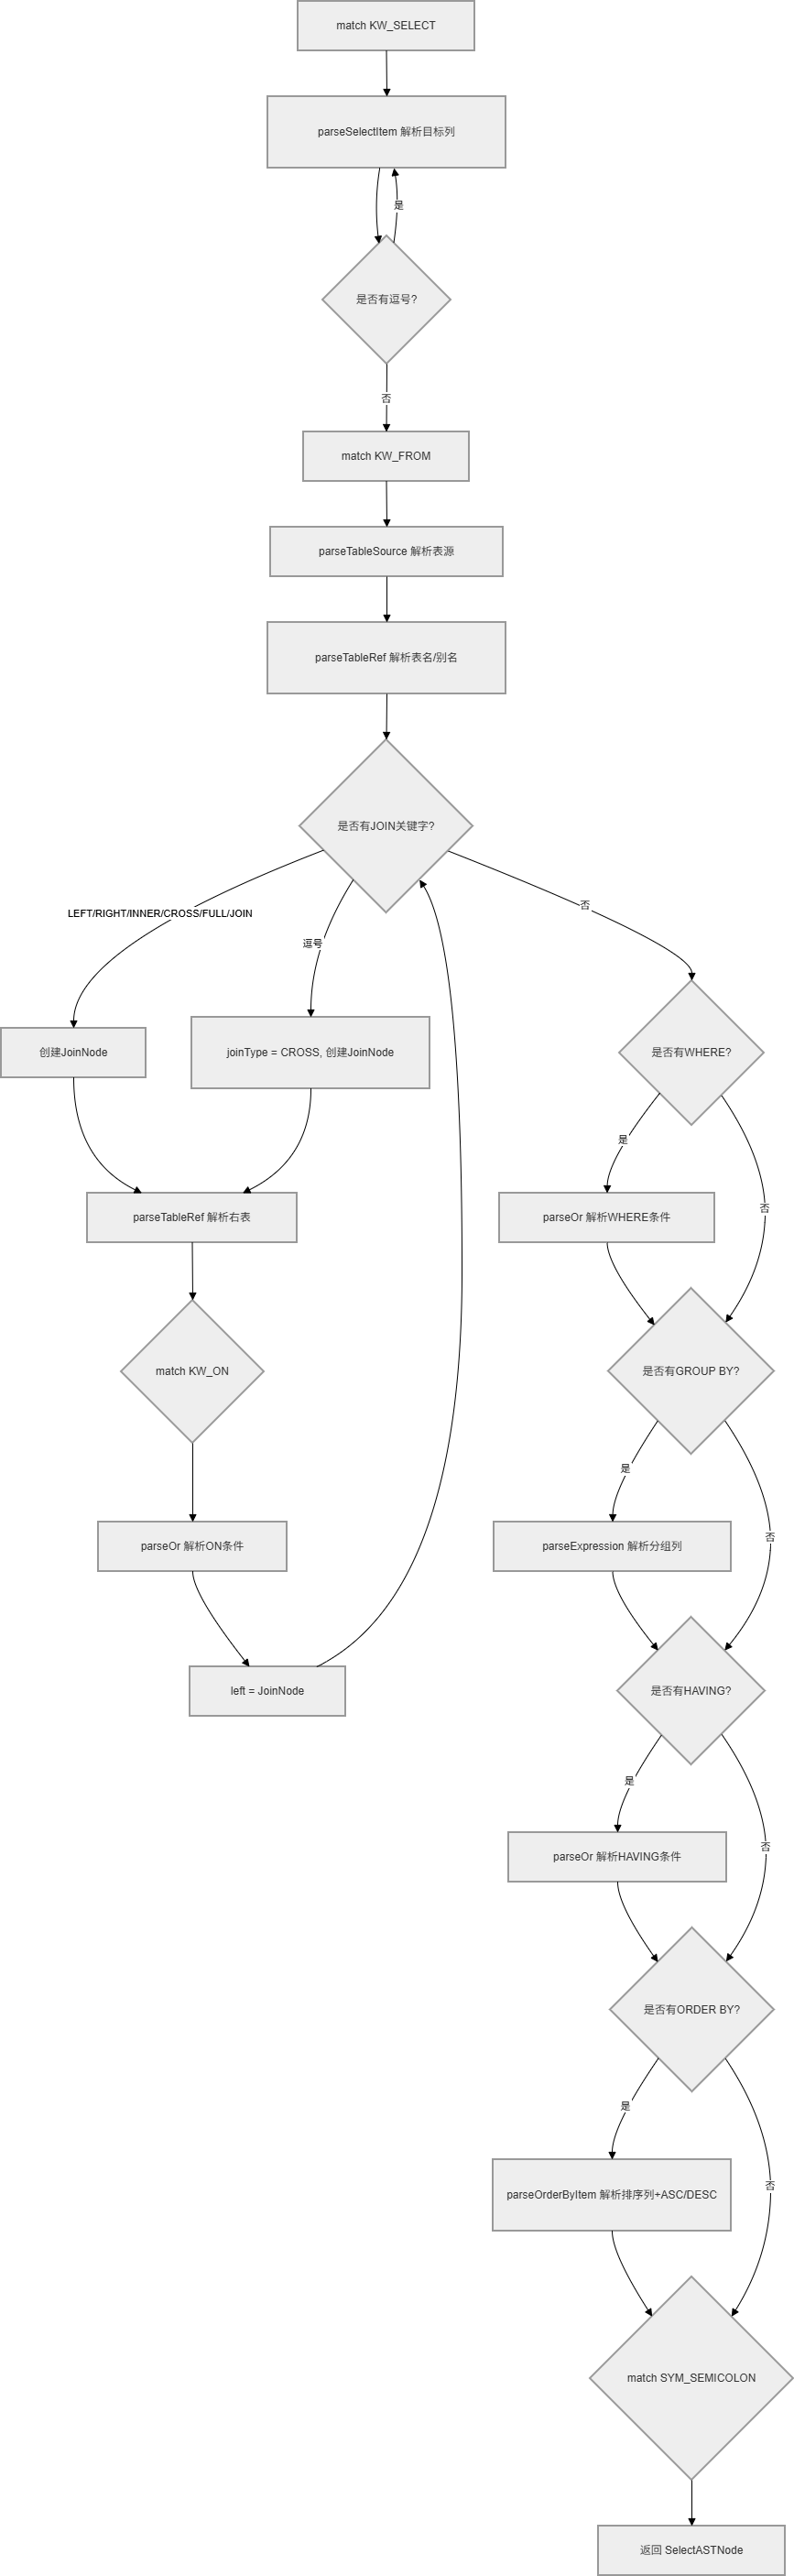 match KW_SELECT
parseSelectItem 解析目标列
是
是否有逗号?
否
match KW_FROM
parseTableSource 解析表源
parseTableRef 解析表名/别名
是否有JOIN关键字?
LEFT/RIGHT/INNER/CROSS/FULL/JOIN
逗号
否
创建JoinNode
joinType = CROSS, 创建JoinNode
是否有WHERE?
是
否
parseTableRef 解析右表
parseOr 解析WHERE条件
match KW_ON
是否有GROUP BY?
是
否
parseOr 解析ON条件
parseExpression 解析分组列
left = JoinNode
是否有HAVING?
是
否
parseOr 解析HAVING条件
是否有ORDER BY?
是
否
parseOrderByItem 解析排序列+ASC/DESC
match SYM_SEMICOLON
返回 SelectASTNode